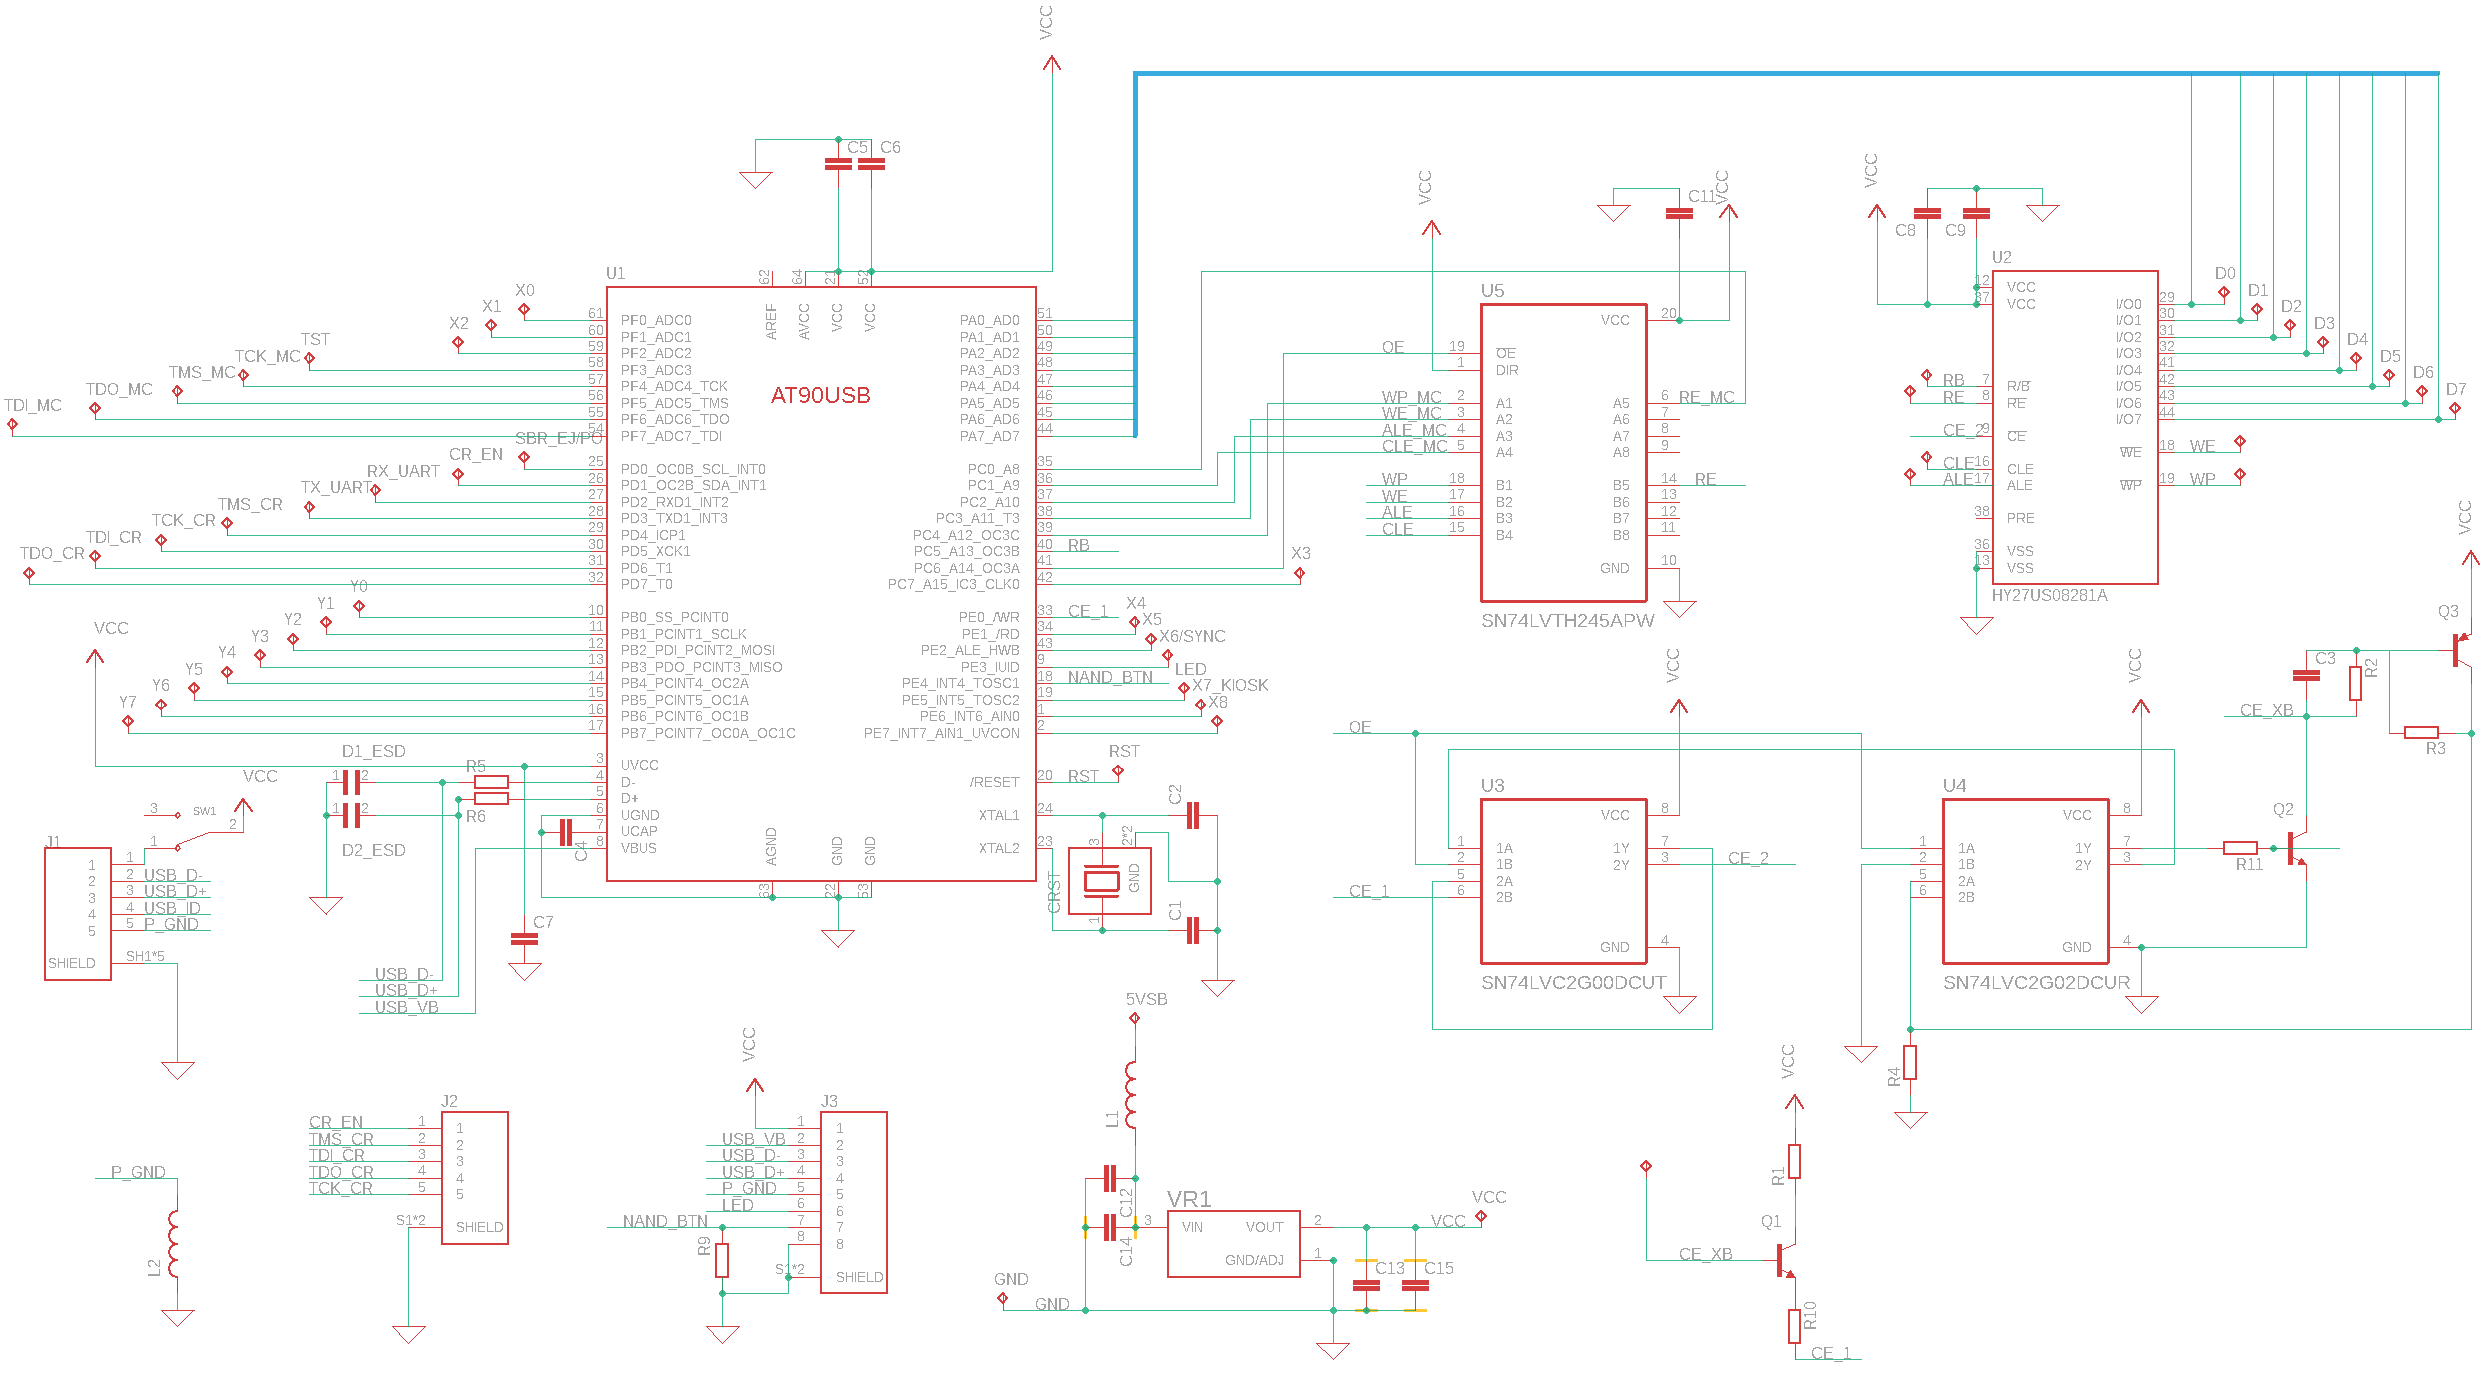 VCC
C5 C6
U1
62 64 21 52
AREF AVCC VCC VCC
AT90USB
X0
X1
X2
TST
TCK_MC
TMS_MC
TDO_MC
TDI_MC
61 PF0_ADC0
60 PF1_ADC1
59 PF2_ADC2
58 PF3_ADC3
57 PF4_ADC4_TCK
56 PF5_ADC5_TMS
55 PF6_ADC6_TDO
54 PF7_ADC7_TDI
SBR_EJ/PO
CR_EN
RX_UART
TX_UART
TMS_CR
TCK_CR
TDI_CR
TDO_CR
25 PD0_OC0B_SCL_INT0
26 PD1_OC2B_SDA_INT1
27 PD2_RXD1_INT2
28 PD3_TXD1_INT3
29 PD4_ICP1
30 PD5_XCK1
31 PD6_T1
32 PD7_T0
Y0
Y1
Y2
Y3
Y4
Y5
Y6
Y7
10 PB0_SS_PCINT0
11 PB1_PCINT1_SCLK
12 PB2_PDI_PCINT2_MOSI
13 PB3_PDO_PCINT3_MISO
14 PB4_PCINT4_OC2A
15 PB5_PCINT5_OC1A
16 PB6_PCINT6_OC1B
17 PB7_PCINT7_OC0A_OC1C
3 UVCC
4 D-
5 D+
6 UGND
7 UCAP
8 VBUS
63 22 53
AGND GND GND
PA0_AD0 51
PA1_AD1 50
PA2_AD2 49
PA3_AD3 48
PA4_AD4 47
PA5_AD5 46
PA6_AD6 45
PA7_AD7 44
PC0_A8 35
PC1_A9 36
PC2_A10 37
PC3_A11_T3 38
PC4_A12_OC3C 39
PC5_A13_OC3B 40 RB
PC6_A14_OC3A 41
PC7_A15_IC3_CLK0 42
X3
PE0_/WR 33 CE_1
PE1_/RD 34
PE2_ALE_HWB 43
PE3_IUID 9
PE4_INT4_TOSC1 18 NAND_BTN
PE5_INT5_TOSC2 19
PE6_INT6_AIN0 1
PE7_INT7_AIN1_UVCON 2
X4
X5
X6/SYNC
LED
X7_KIOSK
X8
RST
/RESET 20 RST
XTAL1 24
XTAL2 23
C2
C1
CRST
3 2*2 1
GND
VCC
D1_ESD
1 2
R5
1 2
R6
D2_ESD
C4
C7
USB_D-
USB_D+
USB_VB
VCC
3 SW1
1 2
J1
1 1
2 2 USB_D-
3 3 USB_D+
4 4 USB_ID
5 5 P_GND
SHIELD SH1*5
P_GND
L2
J2
CR_EN 1 1
TMS_CR 2 2
TDI_CR 3 3
TDO_CR 4 4
TCK_CR 5 5
S1*2 SHIELD
VCC
J3
1 1
USB_VB 2 2
USB_D- 3 3
USB_D+ 4 4
P_GND 5 5
LED 6 6
NAND_BTN 7 7
8 8
S1*2 SHIELD
R9
5VSB
L1
C12
C14
VR1
3 VIN VOUT 2
GND/ADJ 1
VCC VCC
C13 C15
GND
GND
VCC
C11 VCC
U5
VCC 20
OE 19 OE
1 DIR
WP_MC 2 A1
WE_MC 3 A2
ALE_MC 4 A3
CLE_MC 5 A4
WP 18 B1
WE 17 B2
ALE 16 B3
CLE 15 B4
A5 6 RE_MC
A6 7
A7 8
A8 9
B5 14 RE
B6 13
B7 12
B8 11
GND 10
SN74LVTH245APW
VCC
C8 C9
U2
12 VCC
37 VCC
RB 7 R/B
RE 8 RE
CE_2 9 CE
CLE 16 CLE
ALE 17 ALE
38 PRE
36 VSS
13 VSS
I/O0 29
I/O1 30
I/O2 31
I/O3 32
I/O4 41
I/O5 42
I/O6 43
I/O7 44
WE 18 WE
WP 19 WP
D0
D1
D2
D3
D4
D5
D6
D7
HY27US08281A
OE
VCC
U3
VCC 8
1 1A 1Y 7
2 1B 2Y 3 CE_2
5 2A
CE_1 6 2B
GND 4
SN74LVC2G00DCUT
VCC
U4
VCC 8
1 1A 1Y 7
2 1B 2Y 3
5 2A
6 2B
GND 4
SN74LVC2G02DCUR
VCC
Q3
C3 R2
CE_XB
R3
Q2
R11
R4
VCC
R1
Q1
CE_XB
R10
CE_1